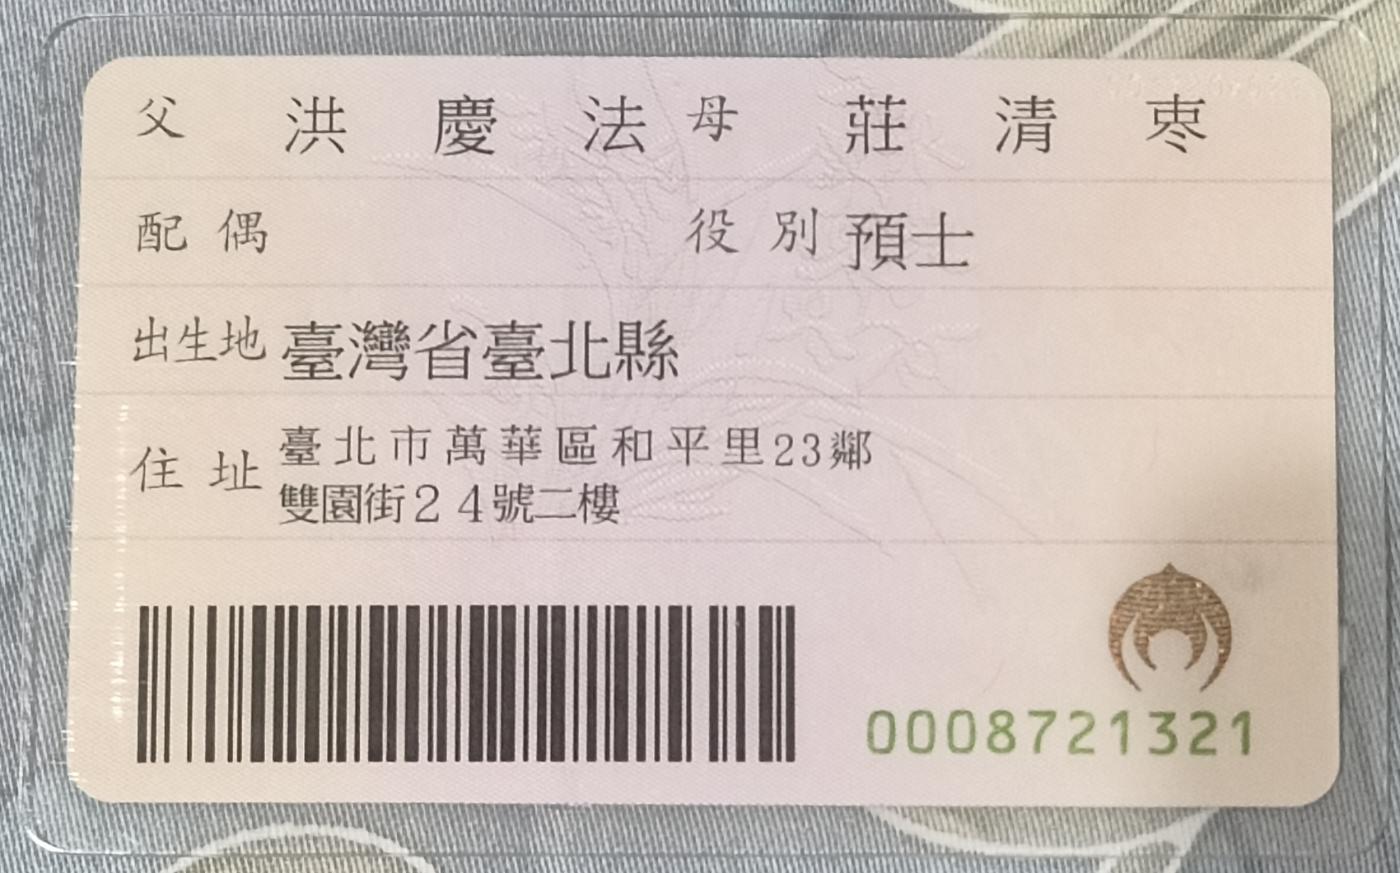 父 洪慶法 母 莊清枣
配偶 役別 預士
出生地 臺灣省臺北縣
住址 臺北市萬華區和平里23鄰
雙園街24號二樓
0008721321